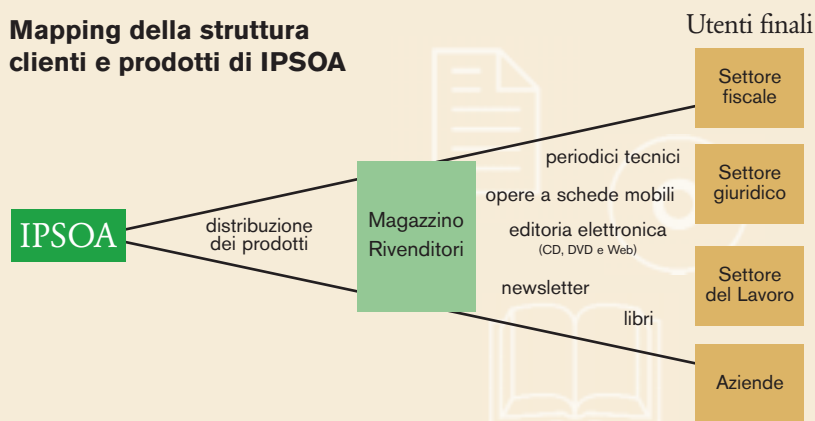 Mapping della struttura
clienti e prodotti di IPSOA
Utenti finali
IPSOA
distribuzione
dei prodotti
Magazzino
Rivenditori
periodici tecnici
opere a schede mobili
editoria elettronica
(CD, DVD e Web)
newsletter
libri
Settore
fiscale
Settore
giuridico
Settore
del Lavoro
Aziende